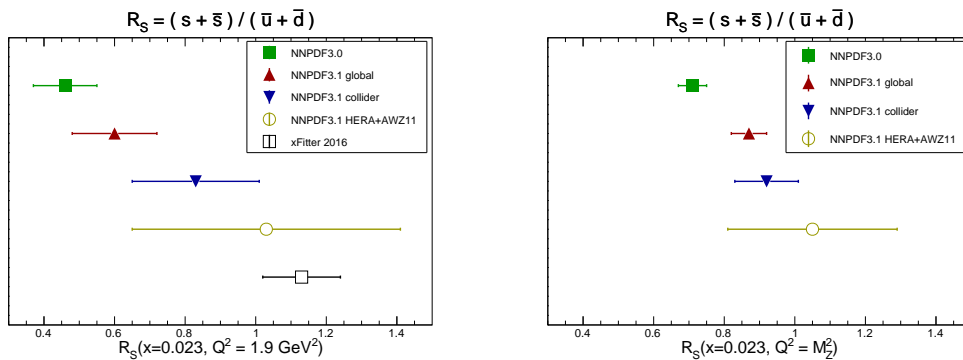 R_S = ( s + s̅ ) / ( u̅ + d̅ )
NNPDF3.0
NNPDF3.1 global
NNPDF3.1 collider
NNPDF3.1 HERA+AWZ11
xFitter 2016
0.4 0.6 0.8 1 1.2 1.4
R_S(x=0.023, Q² = 1.9 GeV²)
R_S = ( s + s̅ ) / ( u̅ + d̅ )
NNPDF3.0
NNPDF3.1 global
NNPDF3.1 collider
NNPDF3.1 HERA+AWZ11
0.4 0.6 0.8 1 1.2 1.4
R_S(x=0.023, Q² = M_Z²)